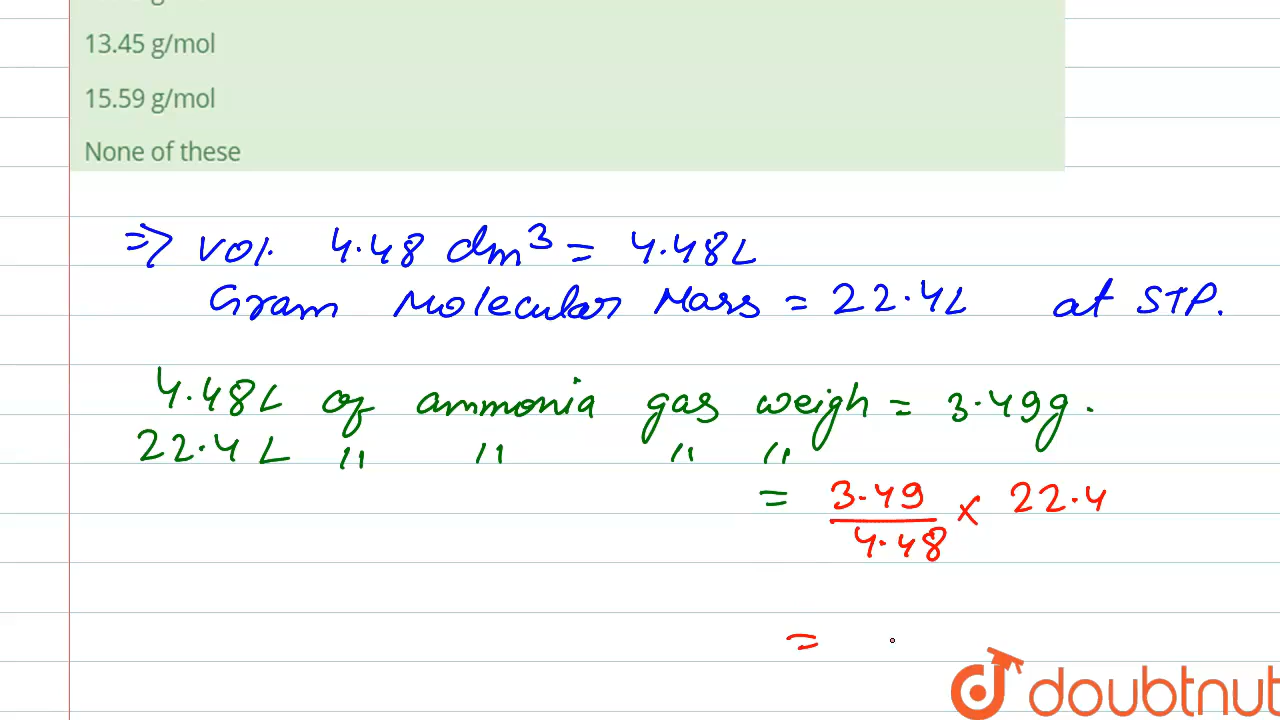 13.45 g/mol
15.59 g/mol
None of these
⇒ Vol. 4.48 dm³ = 4.48L
Gram Molecular Mass = 22.4L at STP.
4.48L of ammonia gas weigh = 3.49g.
22.4 L " " " "
= 3.49/4.48 × 22.4
=
doubtnut